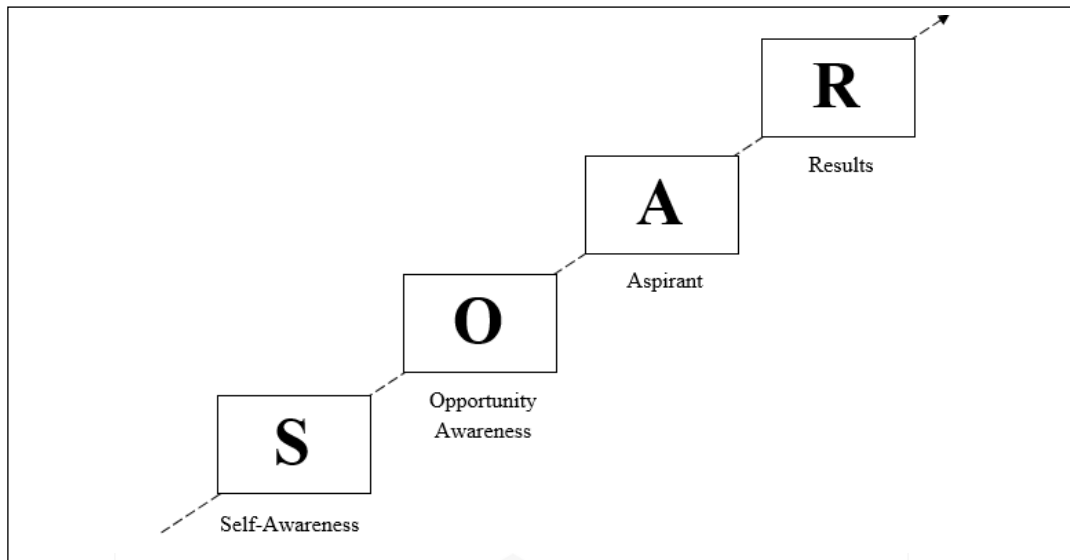 R
Results
A
Aspirant
O
Opportunity
Awareness
S
Self-Awareness